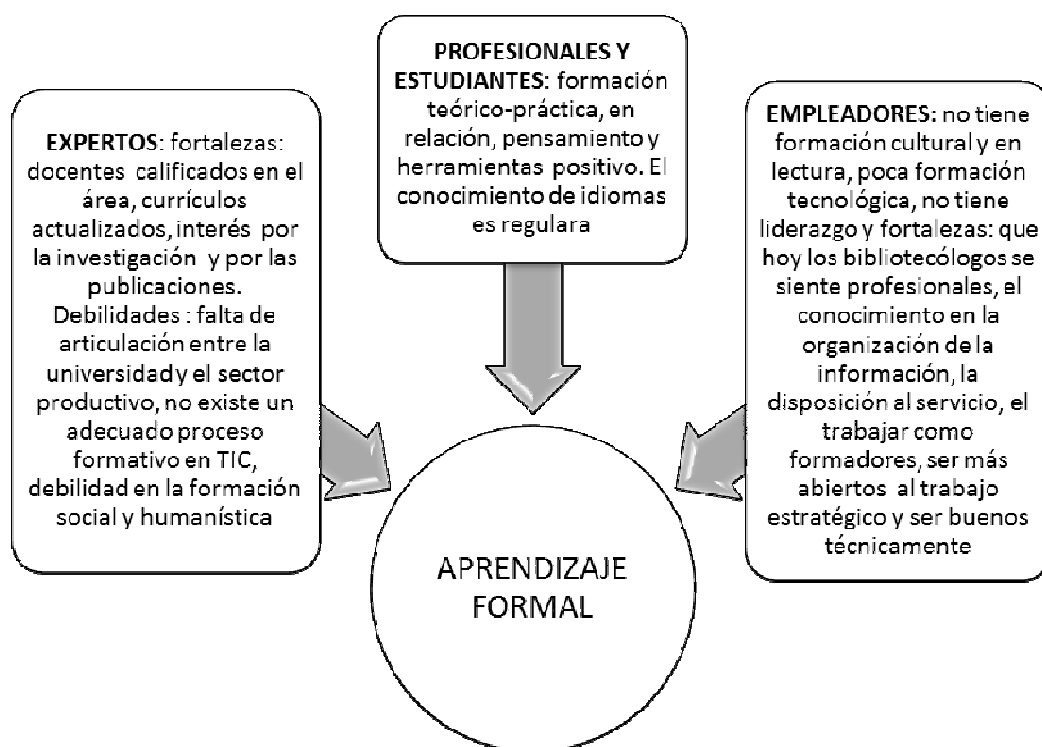 EXPERTOS: fortalezas:
docentes calificados en el
área, currículos
actualizados, interés por
la investigación y por las
publicaciones.
Debilidades : falta de
articulación entre la
universidad y el sector
productivo, no existe un
adecuado proceso
formativo en TIC,
debilidad en la formación
social y humanística
PROFESIONALES Y
ESTUDIANTES: formación
teórico-práctica, en
relación, pensamiento y
herramientas positivo. El
conocimiento de idiomas
es regulara
EMPLEADORES: no tiene
formación cultural y en
lectura, poca formación
tecnológica, no tiene
liderazgo y fortalezas: que
hoy los bibliotecólogos se
siente profesionales, el
conocimiento en la
organización de la
información, la
disposición al servicio, el
trabajar como
formadores, ser más
abiertos al trabajo
estratégico y ser buenos
técnicamente
APRENDIZAJE
FORMAL